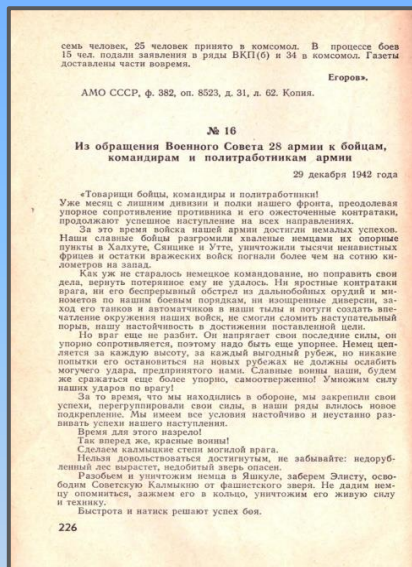 семь человек, 25 человек принято в комсомол. В процессе боев
15 чел. подали заявления в ряды ВКП(б) и 34 в комсомол. Газеты
доставлены части вовремя.
Егоров».
АМО СССР, ф. 382, оп. 8523, д. 31, л. 62. Копия.
№ 16
Из обращения Военного Совета 28 армии к бойцам,
командирам и политработникам армии
29 декабря 1942 года
«Товарищи бойцы, командиры и политработники!
Уже месяц с лишним дивизии и полки нашего фронта, преодолевая
упорное сопротивление противника и его ожесточенные контратаки,
продолжают успешное наступление на всех направлениях.
За это время войска нашей армии достигли немалых успехов.
Наши славные бойцы разгромили хваленые немцами их опорные
пункты в Халхуте, Сянцике и Утте, уничтожили тысячи ненавистных
фрицев и остатки вражеских войск погнали более чем на сотню ки-
лометров на запад.
Как уж не старалось немецкое командование, но поправить свои
дела, вернуть потерянное ему не удалось. Ни яростные контратаки
врага, ни его беспрерывный обстрел из дальнобойных орудий и ми-
нометов по нашим боевым порядкам, ни изощренные диверсии, за-
ход его танков и автоматчиков в наши тылы и потуги создать впе-
чатление окружения наших войск, не смогли сломить наступательный
порыв, нашу настойчивость в достижении поставленной цели.
Но враг еще не разбит. Он напрягает свои последние силы, он
упорно сопротивляется, поэтому надо быть еще упорнее. Немец цеп-
ляется за каждую высоту, за каждый выгодный рубеж, но никакие
попытки его остановиться на новых рубежах не должны ослабить
могучего удара, предпринятого нами. Славные воины наши, будем
же сражаться еще более упорно, самоотверженно! Умножим силу
наших ударов по врагу!
За то время, что мы находились в обороне, мы закрепили свои
успехи, перегруппировали свои силы, в наши ряды влилось новое
подкрепление. Мы имеем все условия настойчиво и неустанно раз-
вивать успехи нашего наступления.
Время для этого назрело!
Так вперед же, красные воины!
Сделаем калмыцкие степи могилой врага.
Нельзя довольствоваться достигнутым, не забывайте: недоруб-
ленный лес вырастет, недобитый зверь опасен.
Разобьем и уничтожим немца в Яшкуле, заберем Элисту, осво-
бодим Советскую Калмыкию от фашистского зверя. Не дадим нем-
цу опомниться, зажмем его в кольцо, уничтожим его живую силу
и технику.
Быстрота и натиск решают успех боя.
226